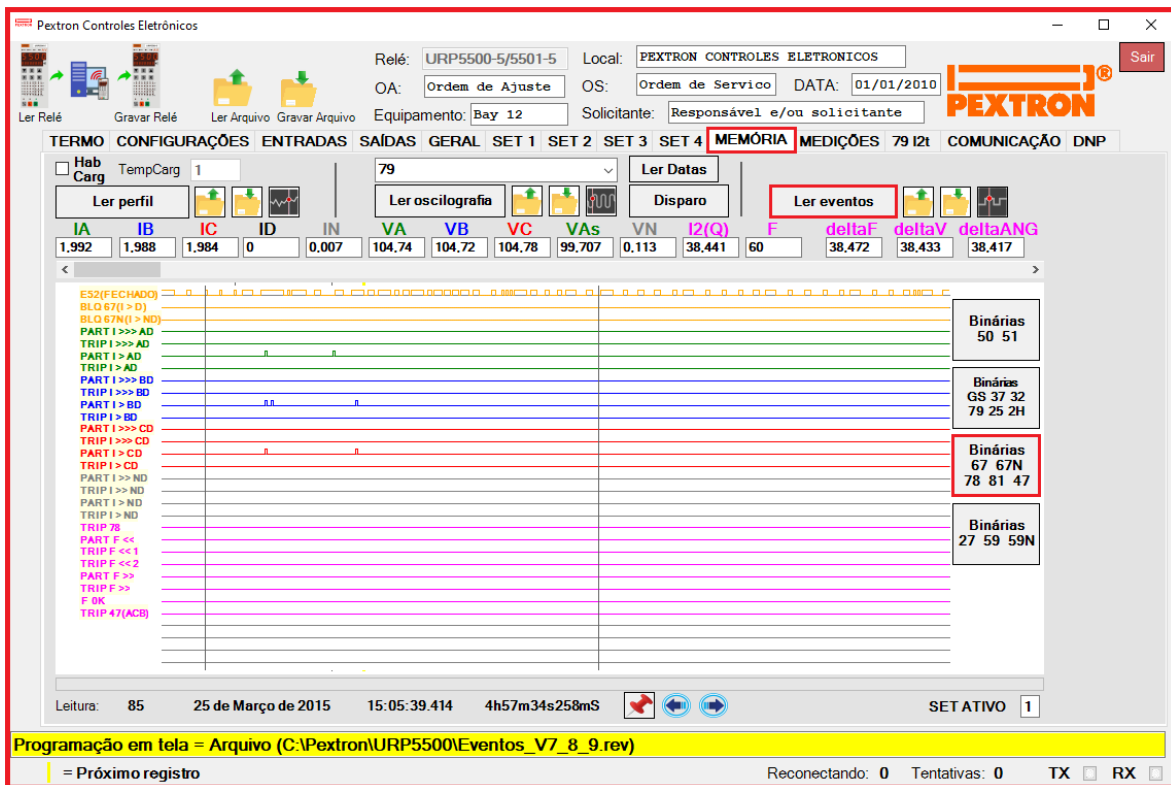 Pextron Controles Eletrônicos
Relé: URP5500-5/5501-5 Local: PEXTRON CONTROLES ELETRONICOS
Sair
OA: Ordem de Ajuste OS: Ordem de Servico DATA: 01/01/2010
Equipamento: Bay 12 Solicitante: Responsável e/ou solicitante
PEXTRON®
Ler Relé Gravar Relé Ler Arquivo Gravar Arquivo
TERMO CONFIGURAÇÕES ENTRADAS SAÍDAS GERAL SET 1 SET 2 SET 3 SET 4 MEMÓRIA MEDIÇÕES 79 I2t COMUNICAÇÃO DNP
Hab Carg TempCarg 1 79 Ler Datas
Ler perfil Ler oscilografia Disparo Ler eventos
IA IB IC ID IN VA VB VC VAs VN I2(Q) F deltaF deltaV deltaANG
1,992 1,988 1,984 0 0,007 104,74 104,72 104,78 99,707 0,113 38,441 60 38,472 38,433 38,417
E52(FECHADO)
BLQ 67(I > D)
BLQ 67N(I > ND)
PART I >>> AD
TRIP I >>> AD
PART I > AD
TRIP I > AD
PART I >>> BD
TRIP I >>> BD
PART I > BD
TRIP I > BD
PART I >>> CD
TRIP I >>> CD
PART I > CD
TRIP I > CD
PART I >> ND
TRIP I >> ND
PART I > ND
TRIP I > ND
TRIP 78
PART F <<
TRIP F << 1
TRIP F << 2
PART F >>
TRIP F >>
F OK
TRIP 47(ACB)
Binárias
50 51
Binárias
GS 37 32
79 25 2H
Binárias
67 67N
78 81 47
Binárias
27 59 59N
Leitura: 85 25 de Março de 2015 15:05:39.414 4h57m34s258mS SET ATIVO 1
Programação em tela = Arquivo (C:\Pextron\URP5500\Eventos_V7_8_9.rev)
= Próximo registro Reconectando: 0 Tentativas: 0 TX RX